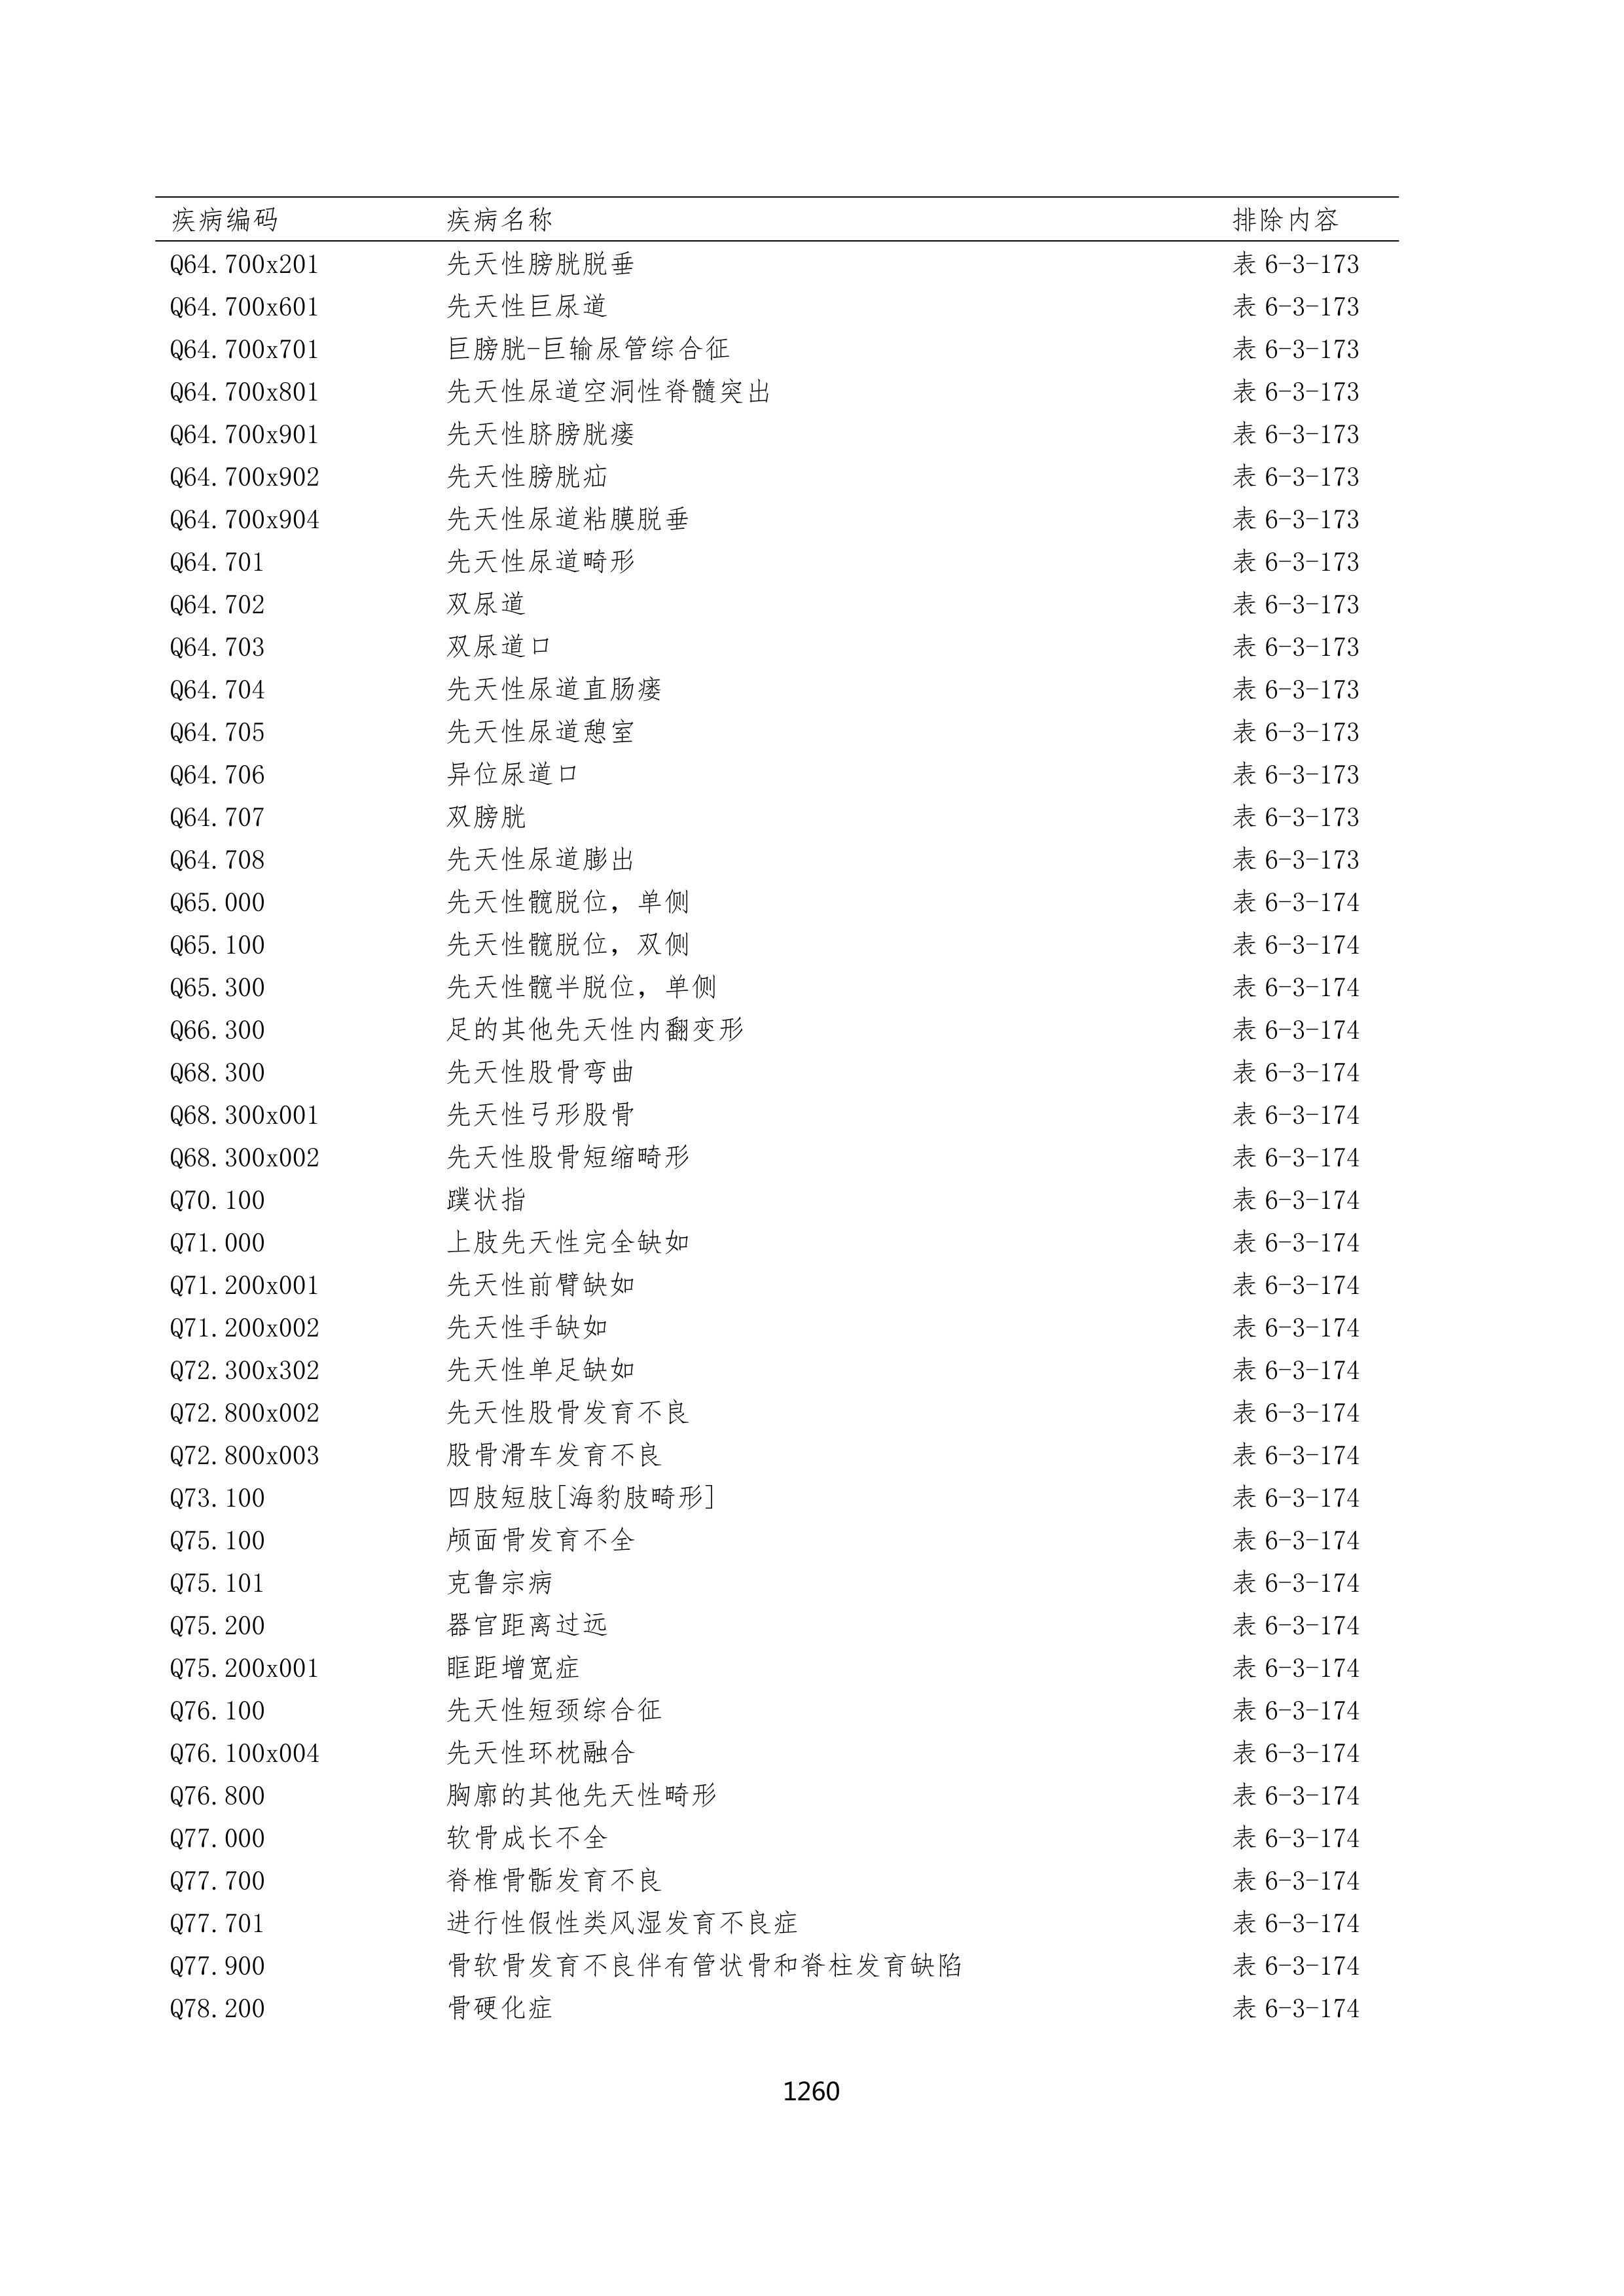 疾病编码 疾病名称 排除内容
Q64.700x201 先天性膀胱脱垂 表 6-3-173
Q64.700x601 先天性巨尿道 表 6-3-173
Q64.700x701 巨膀胱-巨输尿管综合征 表 6-3-173
Q64.700x801 先天性尿道空洞性脊髓突出 表 6-3-173
Q64.700x901 先天性脐膀胱瘘 表 6-3-173
Q64.700x902 先天性膀胱疝 表 6-3-173
Q64.700x904 先天性尿道粘膜脱垂 表 6-3-173
Q64.701 先天性尿道畸形 表 6-3-173
Q64.702 双尿道 表 6-3-173
Q64.703 双尿道口 表 6-3-173
Q64.704 先天性尿道直肠瘘 表 6-3-173
Q64.705 先天性尿道憩室 表 6-3-173
Q64.706 异位尿道口 表 6-3-173
Q64.707 双膀胱 表 6-3-173
Q64.708 先天性尿道膨出 表 6-3-173
Q65.000 先天性髋脱位，单侧 表 6-3-174
Q65.100 先天性髋脱位，双侧 表 6-3-174
Q65.300 先天性髋半脱位，单侧 表 6-3-174
Q66.300 足的其他先天性内翻变形 表 6-3-174
Q68.300 先天性股骨弯曲 表 6-3-174
Q68.300x001 先天性弓形股骨 表 6-3-174
Q68.300x002 先天性股骨短缩畸形 表 6-3-174
Q70.100 蹼状指 表 6-3-174
Q71.000 上肢先天性完全缺如 表 6-3-174
Q71.200x001 先天性前臂缺如 表 6-3-174
Q71.200x002 先天性手缺如 表 6-3-174
Q72.300x302 先天性单足缺如 表 6-3-174
Q72.800x002 先天性股骨发育不良 表 6-3-174
Q72.800x003 股骨滑车发育不良 表 6-3-174
Q73.100 四肢短肢[海豹肢畸形] 表 6-3-174
Q75.100 颅面骨发育不全 表 6-3-174
Q75.101 克鲁宗病 表 6-3-174
Q75.200 器官距离过远 表 6-3-174
Q75.200x001 眶距增宽症 表 6-3-174
Q76.100 先天性短颈综合征 表 6-3-174
Q76.100x004 先天性环枕融合 表 6-3-174
Q76.800 胸廓的其他先天性畸形 表 6-3-174
Q77.000 软骨成长不全 表 6-3-174
Q77.700 脊椎骨骺发育不良 表 6-3-174
Q77.701 进行性假性类风湿发育不良症 表 6-3-174
Q77.900 骨软骨发育不良伴有管状骨和脊柱发育缺陷 表 6-3-174
Q78.200 骨硬化症 表 6-3-174
1260